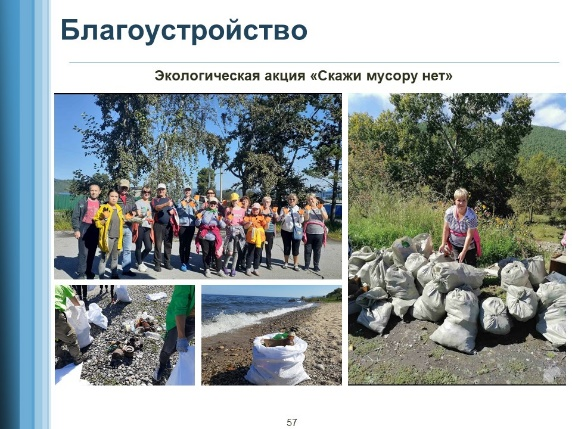 Благоустройство
Экологическая акция «Скажи мусору нет»
57